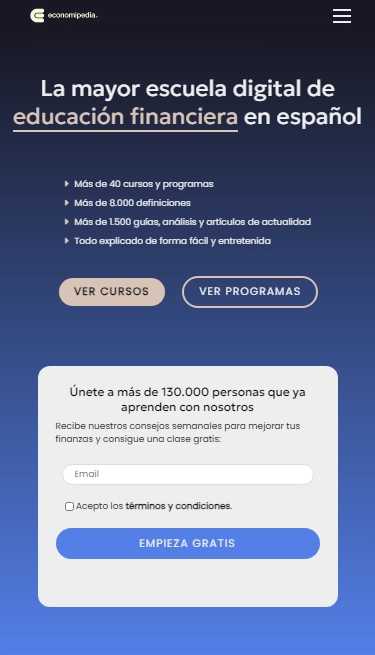 economipedia.
La mayor escuela digital de
educación financiera en español
Más de 40 cursos y programas
Más de 8.000 definiciones
Más de 1.500 guías, análisis y artículos de actualidad
Todo explicado de forma fácil y entretenida
VER CURSOS
VER PROGRAMAS
Únete a más de 130.000 personas que ya
aprenden con nosotros
Recibe nuestros consejos semanales para mejorar tus
finanzas y consigue una clase gratis:
Email
Acepto los términos y condiciones.
EMPIEZA GRATIS